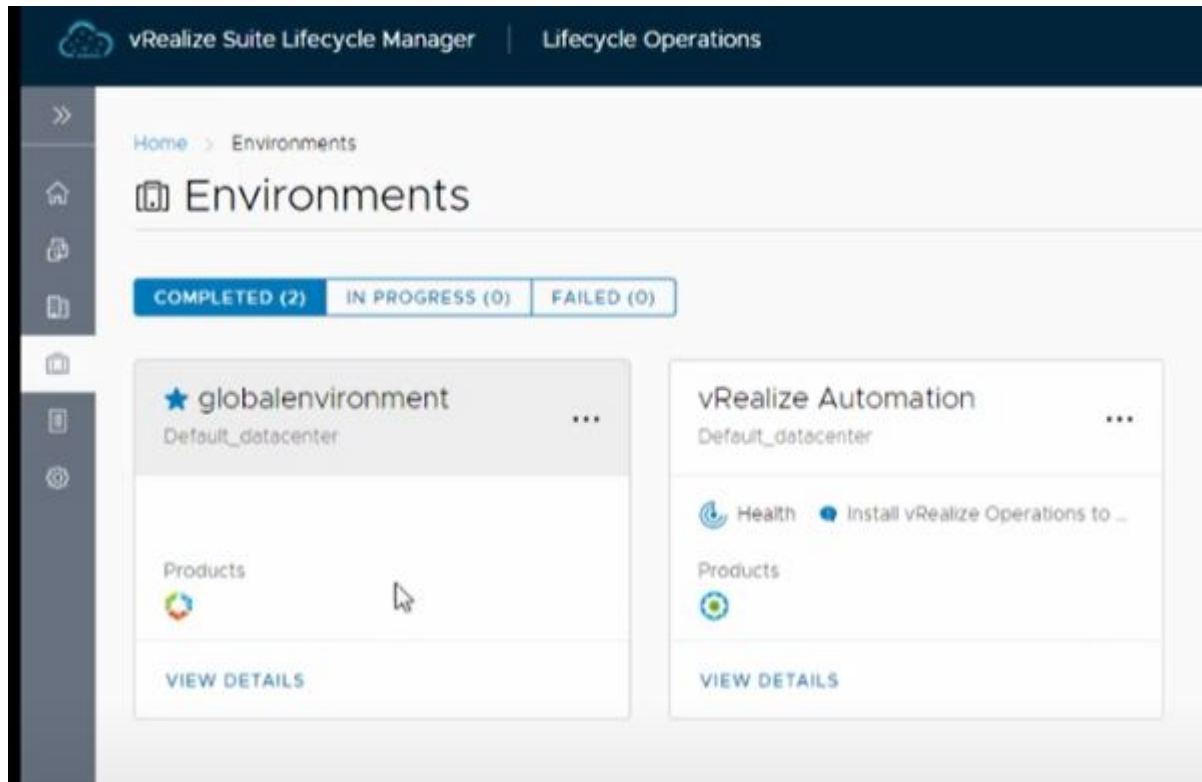 vRealize Suite Lifecycle Manager | Lifecycle Operations
Home > Environments
Environments
COMPLETED (2) IN PROGRESS (0) FAILED (0)
globalenvironment
Default_datacenter
Products
VIEW DETAILS
vRealize Automation
Default_datacenter
Health Install vRealize Operations to ...
Products
VIEW DETAILS